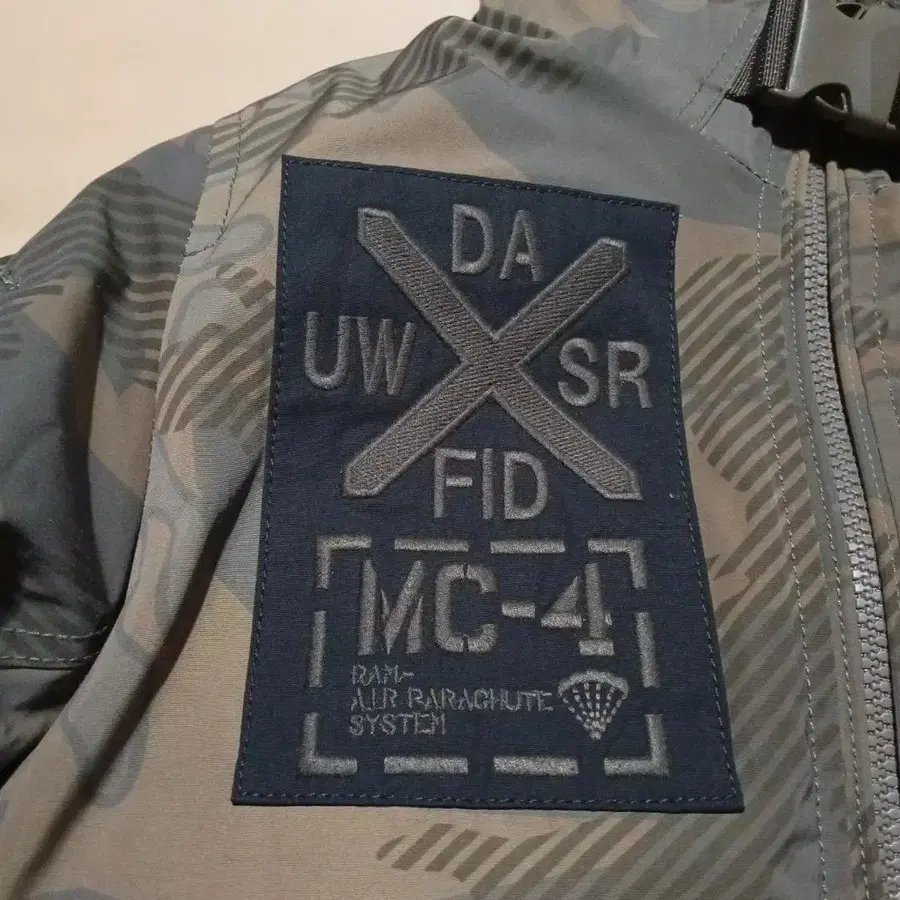 DA
UW SR
FID
MC-4
RAM-
AIR PARACHUTE
SYSTEM